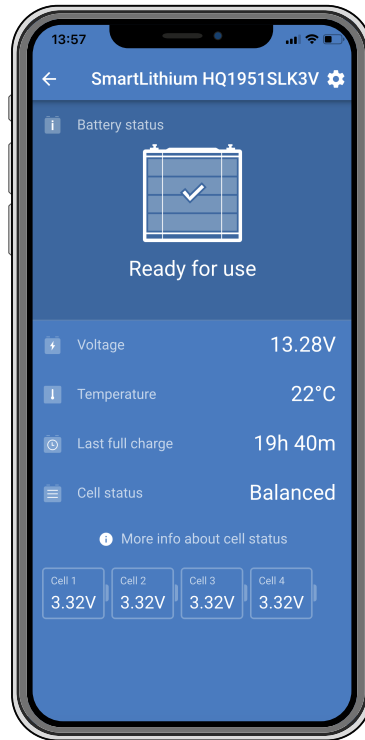 13:57
SmartLithium HQ1951SLK3V
Battery status
Ready for use
Voltage 13.28V
Temperature 22°C
Last full charge 19h 40m
Cell status Balanced
More info about cell status
Cell 1 Cell 2 Cell 3 Cell 4
3.32V 3.32V 3.32V 3.32V